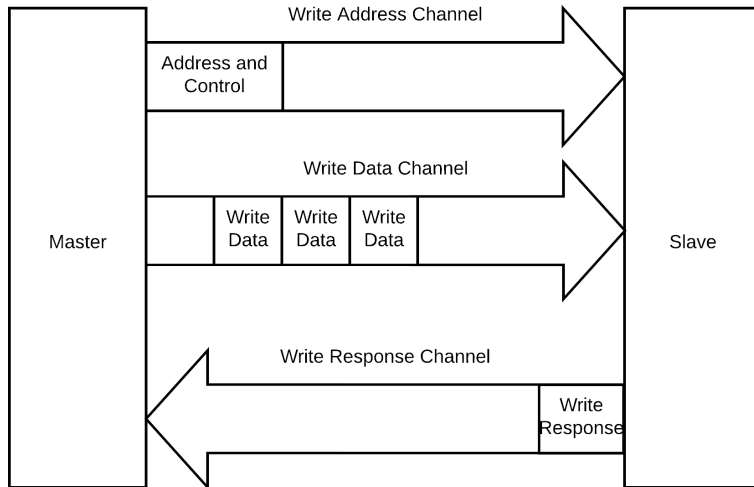 Write Address Channel
Address and
Control
Write Data Channel
Write
Data
Write
Data
Write
Data
Master
Slave
Write Response Channel
Write
Response